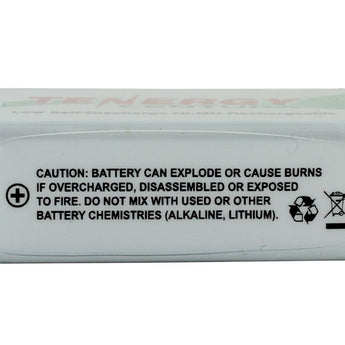 TENERGY
Low Self-Discharge Ni-MH Rechargeable
CAUTION: BATTERY CAN EXPLODE OR CAUSE BURNS
IF OVERCHARGED, DISASSEMBLED OR EXPOSED
TO FIRE. DO NOT MIX WITH USED OR OTHER
BATTERY CHEMISTRIES (ALKALINE, LITHIUM).